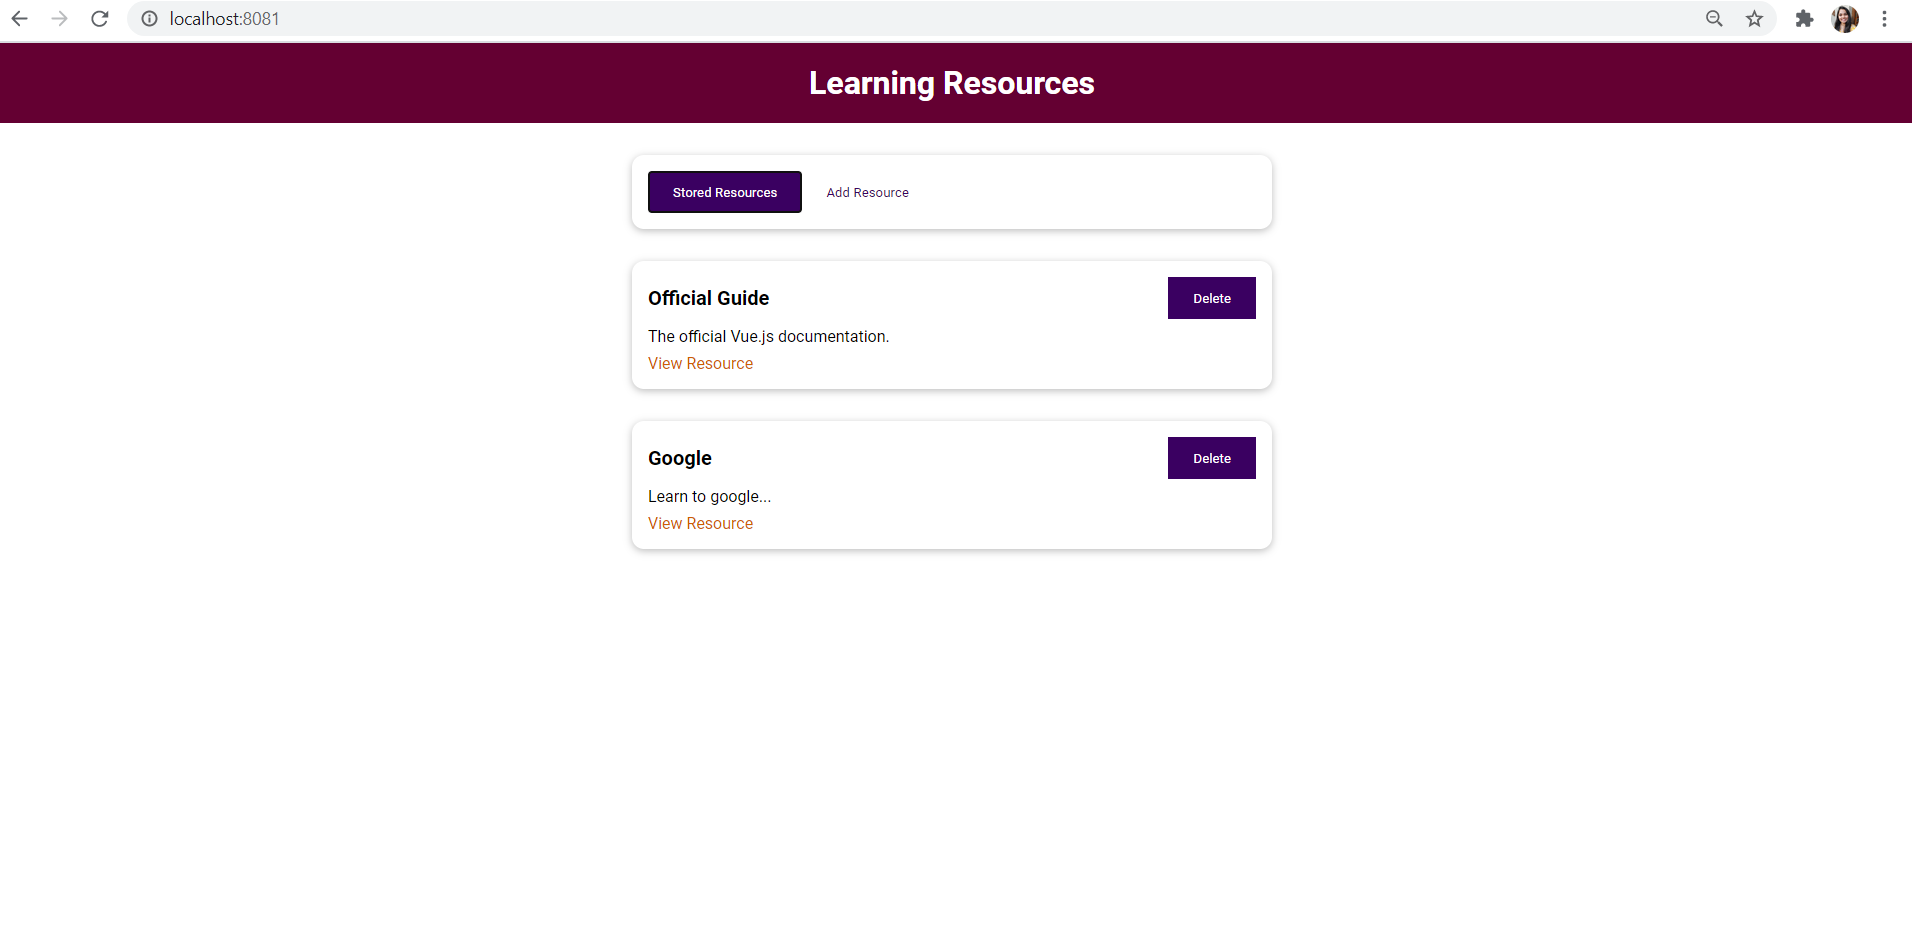 localhost:8081
Learning Resources
Stored Resources Add Resource
Official Guide Delete
The official Vue.js documentation.
View Resource
Google Delete
Learn to google...
View Resource